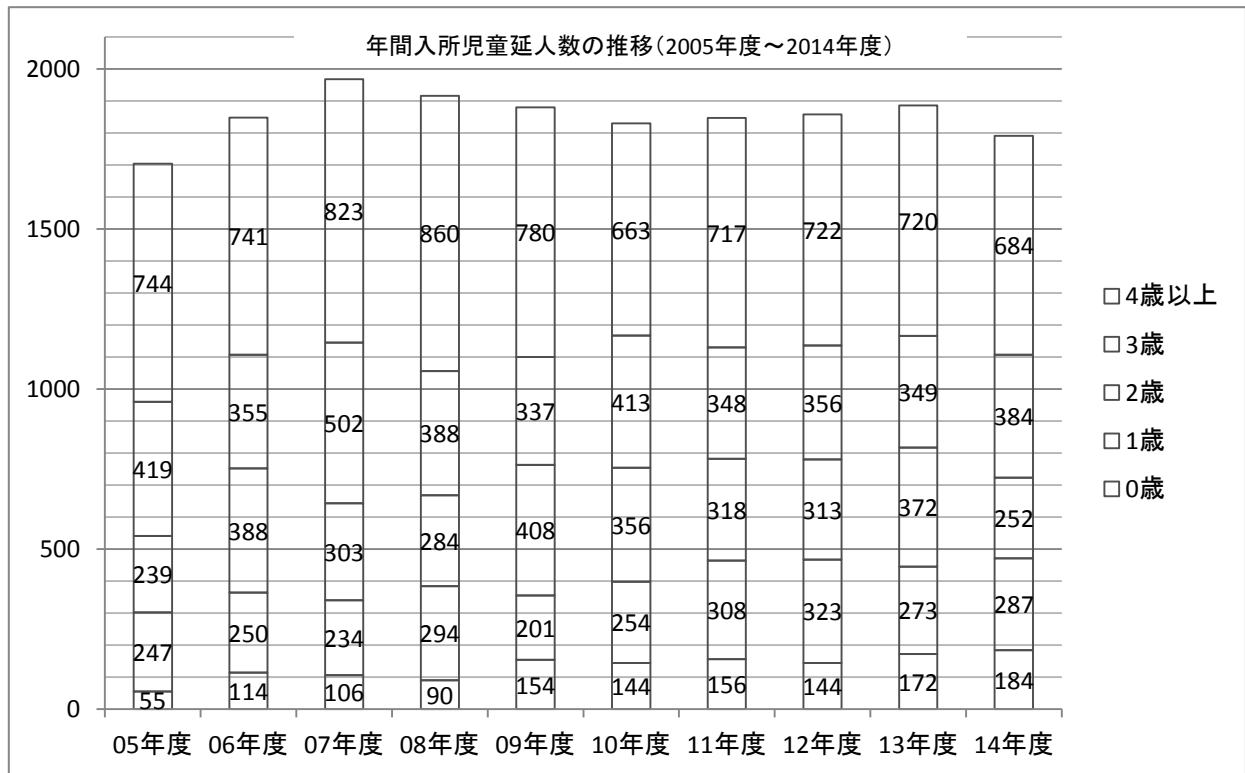 年間入所児童延人数の推移（2005年度～2014年度）
2000
1500
1000
500
0
744 741 823 860 780 663 717 722 720 684
419 355 502 388 337 413 348 356 349 384
239 388 303 284 408 356 318 313 372 252
247 250 234 294 201 254 308 323 273 287
55 114 106 90 154 144 156 144 172 184
05年度 06年度 07年度 08年度 09年度 10年度 11年度 12年度 13年度 14年度
4歳以上
3歳
2歳
1歳
0歳